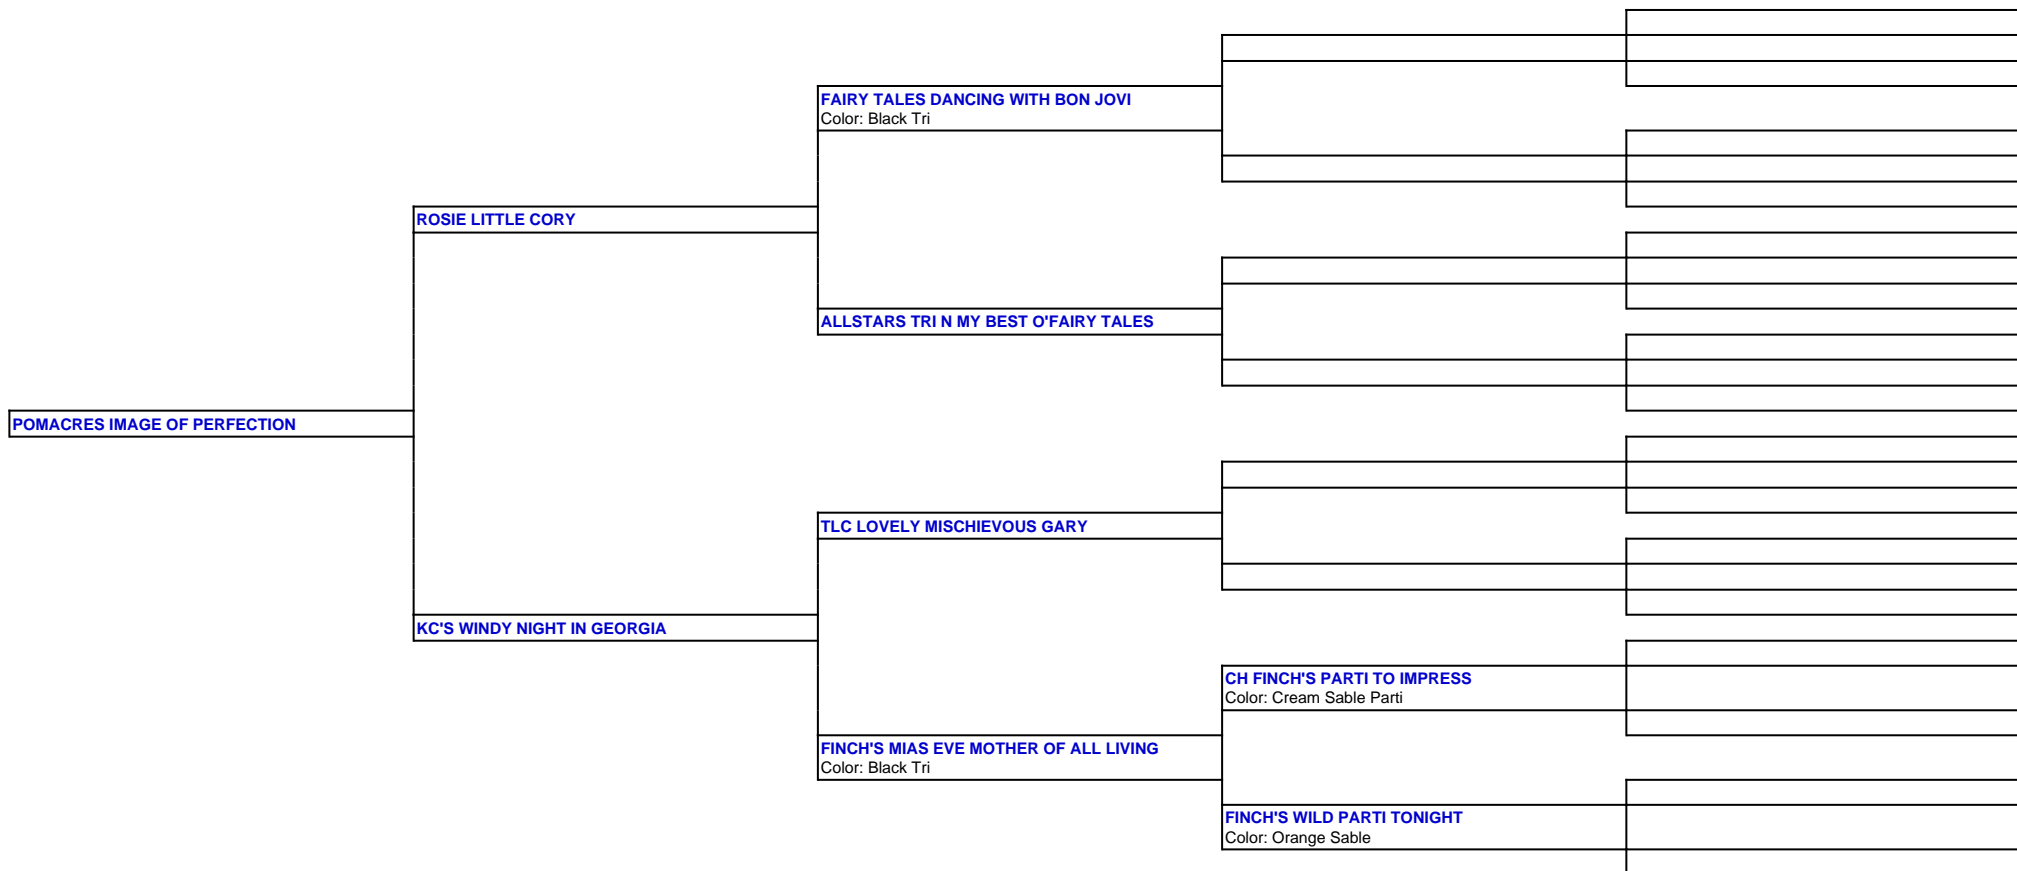 FAIRY TALES DANCING WITH BON JOVI
Color: Black Tri
ROSIE LITTLE CORY
ALLSTARS TRI N MY BEST O'FAIRY TALES
POMACRES IMAGE OF PERFECTION
TLC LOVELY MISCHIEVOUS GARY
KC'S WINDY NIGHT IN GEORGIA
CH FINCH'S PARTI TO IMPRESS
Color: Cream Sable Parti
FINCH'S MIAS EVE MOTHER OF ALL LIVING
Color: Black Tri
FINCH'S WILD PARTI TONIGHT
Color: Orange Sable